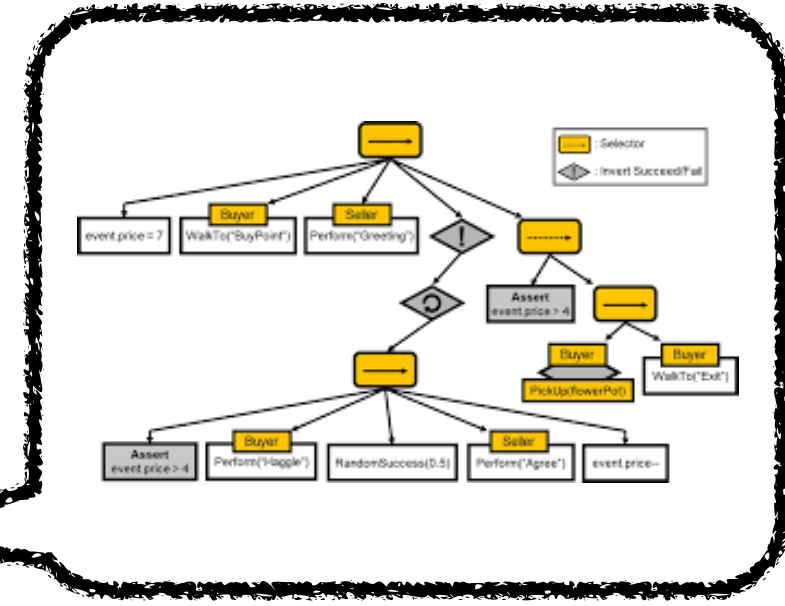 : Selector
: Invert Succeed/Fail
event.price = 7
Buyer
WalkTo("BuyPoint")
Seller
Perform("Greeting")
!
Assert
event.price > 4
Buyer
PickUp(flowerPot)
Buyer
WalkTo("Exit")
Assert
event.price > 4
Buyer
Perform("Haggle")
RandomSuccess(0.5)
Seller
Perform("Agree")
event.price--